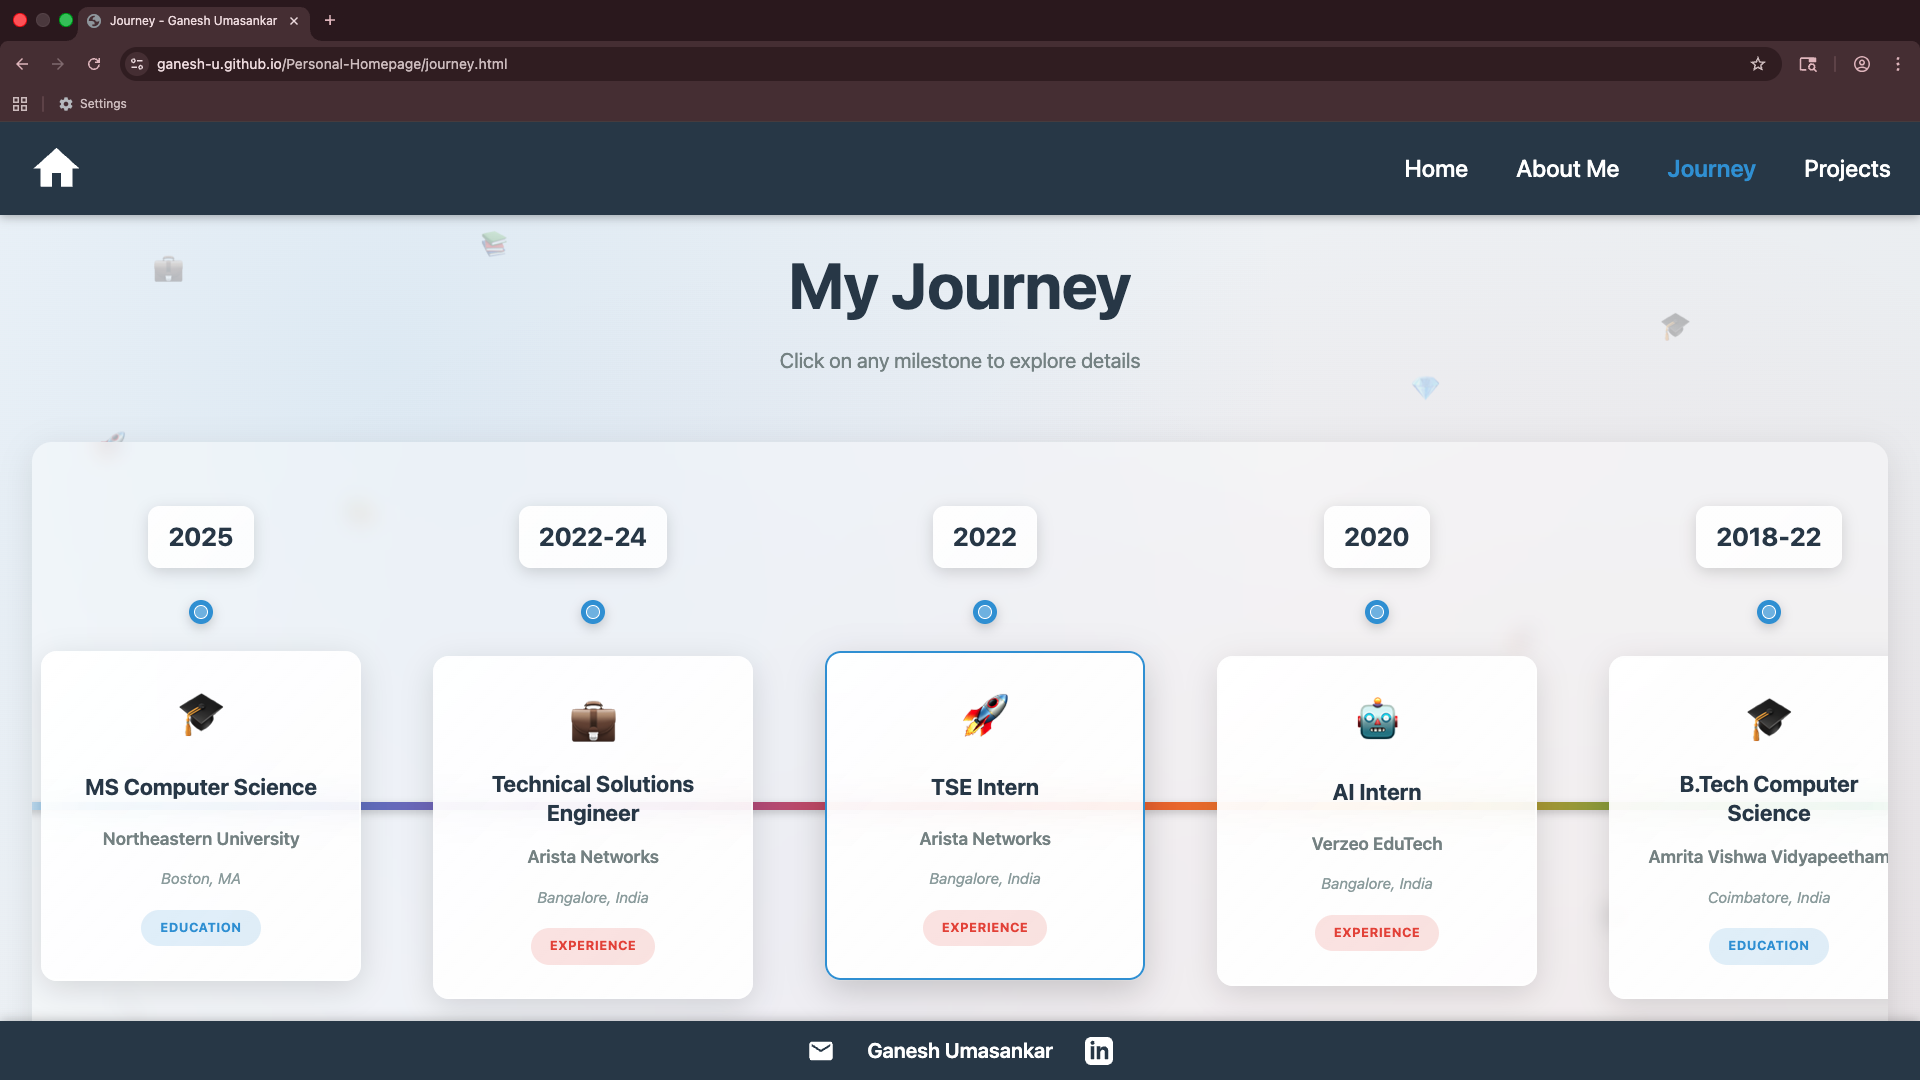 Journey - Ganesh Umasankar
ganesh-u.github.io/Personal-Homepage/journey.html
Settings
Home
About Me
Journey
Projects
My Journey
Click on any milestone to explore details
2025
MS Computer Science
Northeastern University
Boston, MA
EDUCATION
2022-24
Technical Solutions
Engineer
Arista Networks
Bangalore, India
EXPERIENCE
2022
TSE Intern
Arista Networks
Bangalore, India
EXPERIENCE
2020
AI Intern
Verzeo EduTech
Bangalore, India
EXPERIENCE
2018-22
B.Tech Computer
Science
Amrita Vishwa Vidyapeetham
Coimbatore, India
EDUCATION
Ganesh Umasankar
in